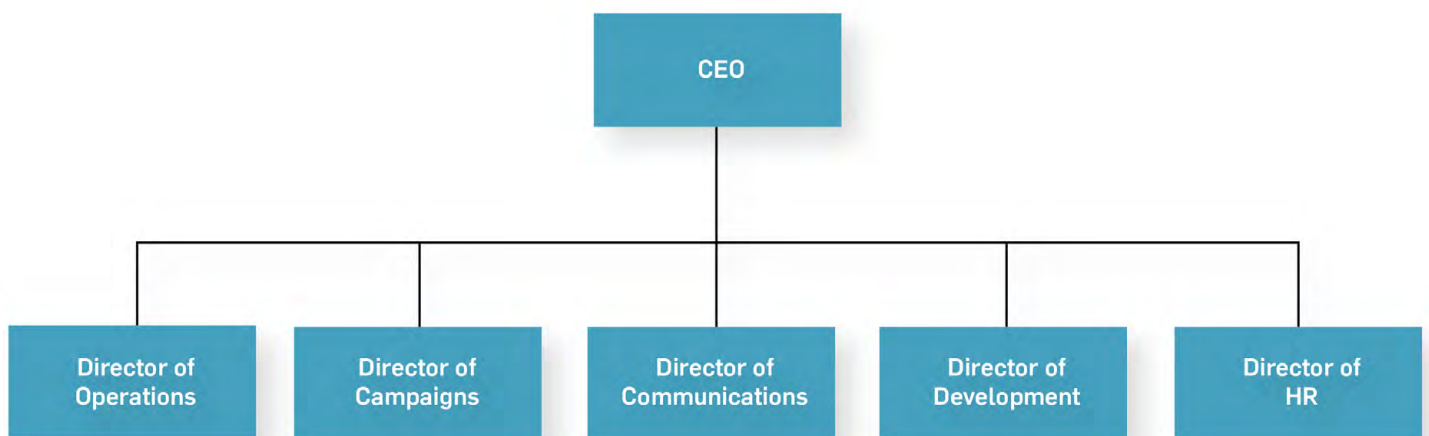 CEO
Director of
Operations
Director of
Campaigns
Director of
Communications
Director of
Development
Director of
HR